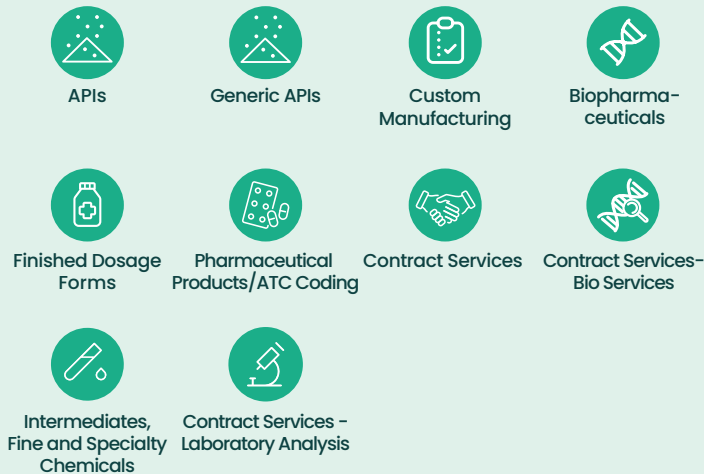 APIs
Generic APIs
Custom
Manufacturing
Biopharma-
ceuticals
Finished Dosage
Forms
Pharmaceutical
Products/ATC Coding
Contract Services
Contract Services-
Bio Services
Intermediates,
Fine and Specialty
Chemicals
Contract Services -
Laboratory Analysis